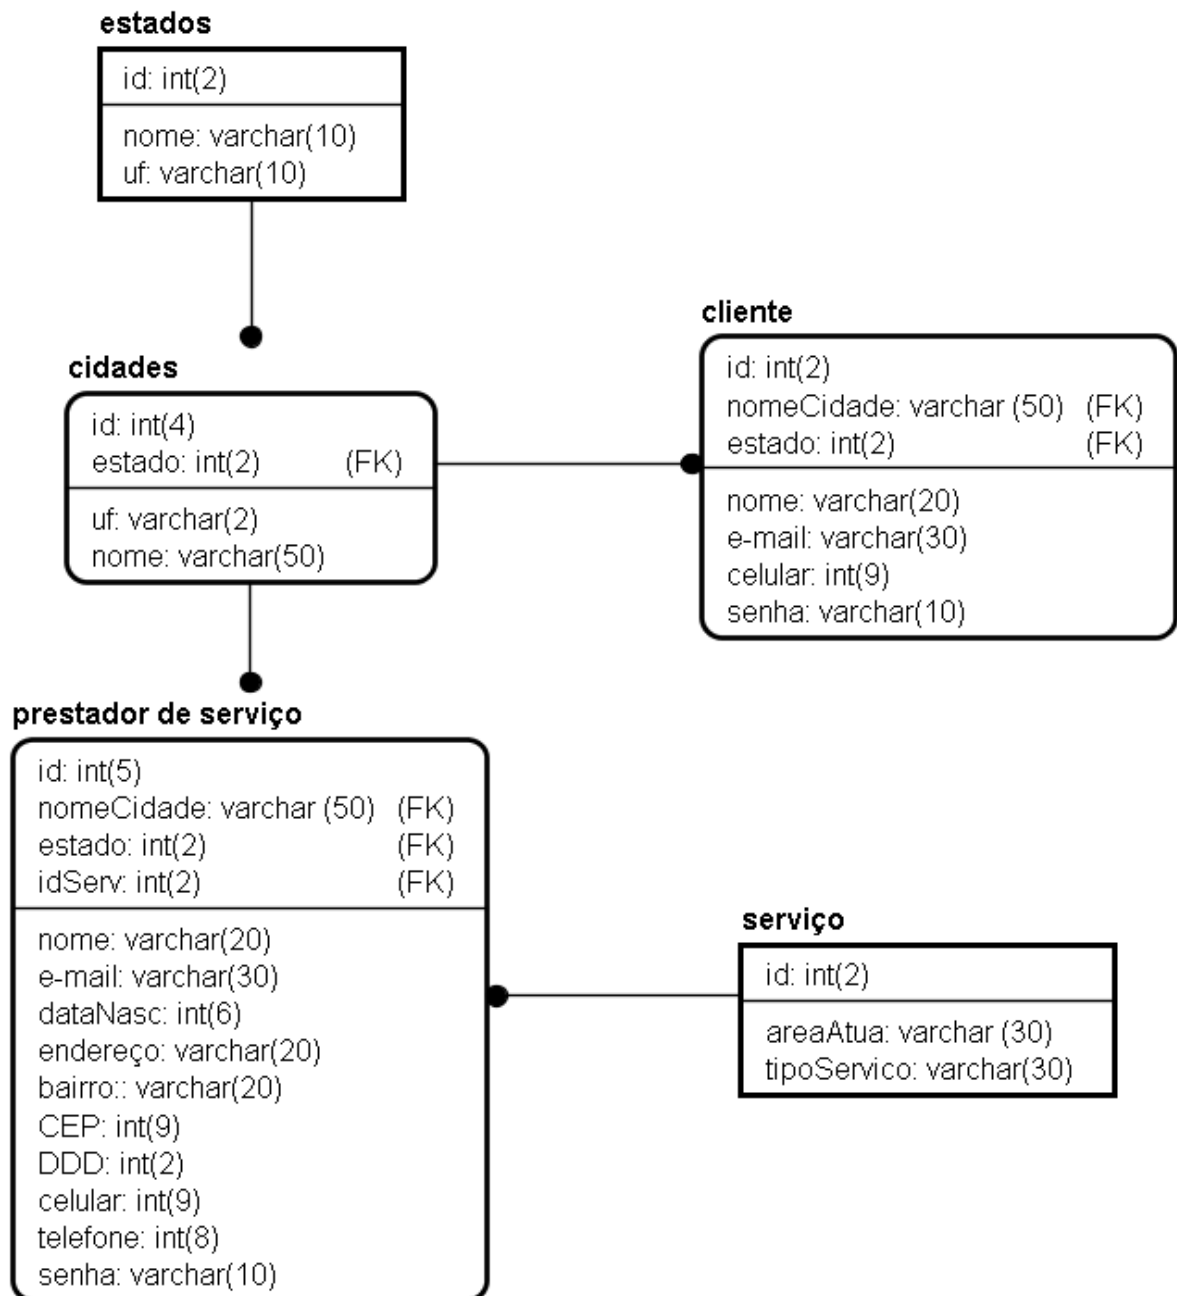 estados
id: int(2)
nome: varchar(10)
uf: varchar(10)
cidades
id: int(4)
estado: int(2) (FK)
uf: varchar(2)
nome: varchar(50)
cliente
id: int(2)
nomeCidade: varchar (50) (FK)
estado: int(2) (FK)
nome: varchar(20)
e-mail: varchar(30)
celular: int(9)
senha: varchar(10)
prestador de serviço
id: int(5)
nomeCidade: varchar (50) (FK)
estado: int(2) (FK)
idServ: int(2) (FK)
nome: varchar(20)
e-mail: varchar(30)
dataNasc: int(6)
endereço: varchar(20)
bairro:: varchar(20)
CEP: int(9)
DDD: int(2)
celular: int(9)
telefone: int(8)
senha: varchar(10)
serviço
id: int(2)
areaAtua: varchar (30)
tipoServico: varchar(30)